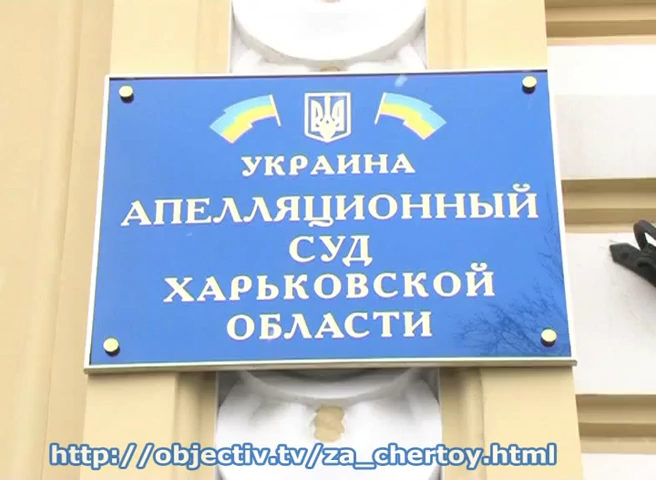 УКРАИНА
АПЕЛЛЯЦИОННЫЙ
СУД
ХАРЬКОВСКОЙ
ОБЛАСТИ
http://objectiv.tv/za_chertoy.html